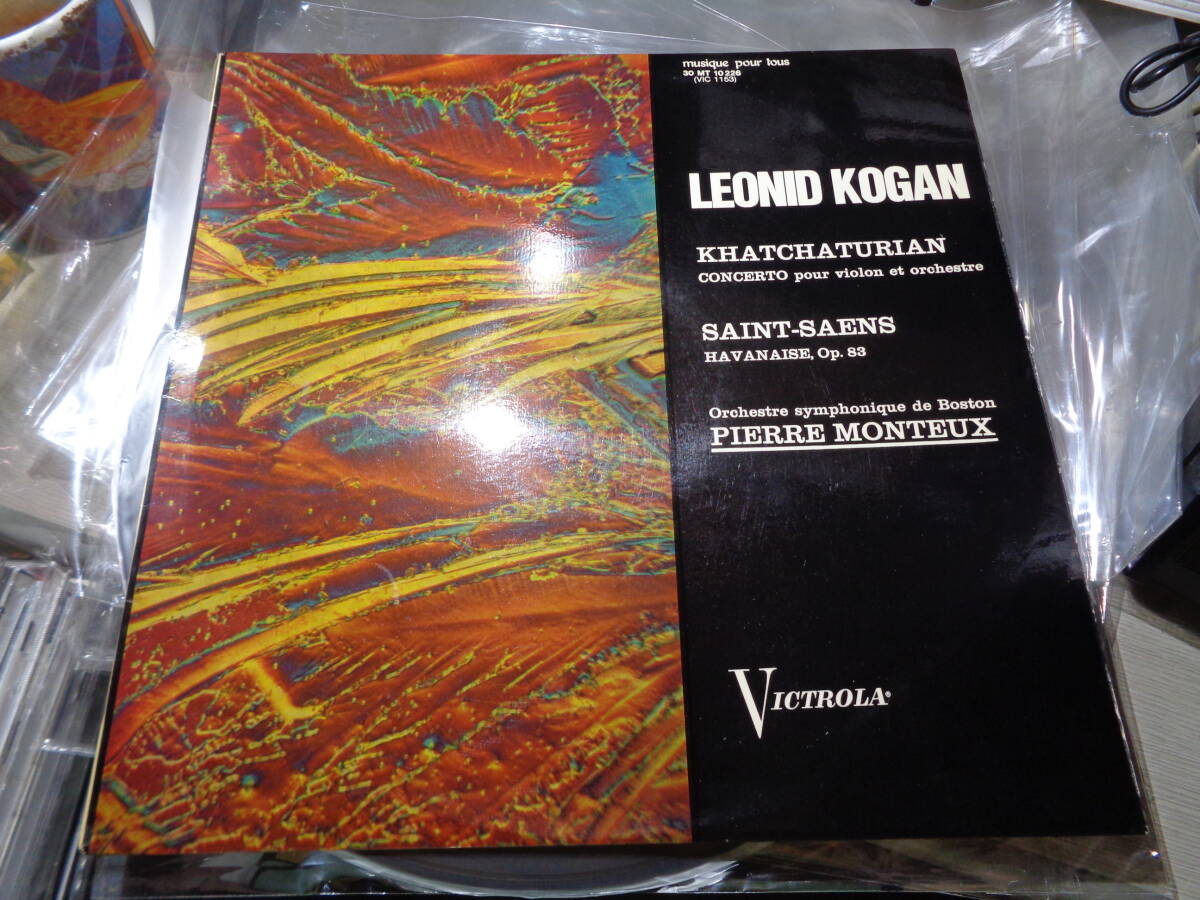 musique pour tous
30 MT 10226
(VIC 1153)
LEONID KOGAN
KHATCHATURIAN
CONCERTO pour violon et orchestre
SAINT-SAENS
HAVANAISE, Op. 83
Orchestre symphonique de Boston
PIERRE MONTEUX
VICTROLA®